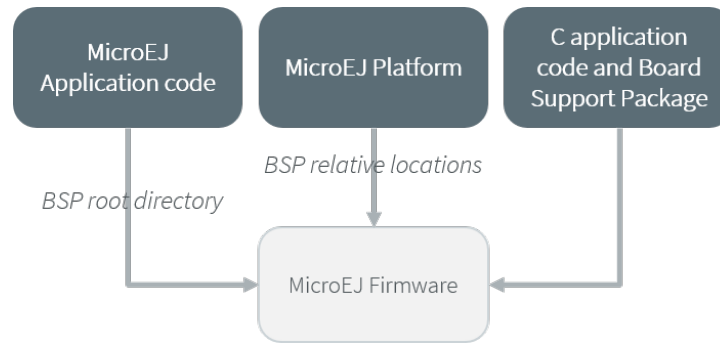 MicroEJ
Application code
MicroEJ Platform
C application
code and Board
Support Package
BSP relative locations
BSP root directory
MicroEJ Firmware